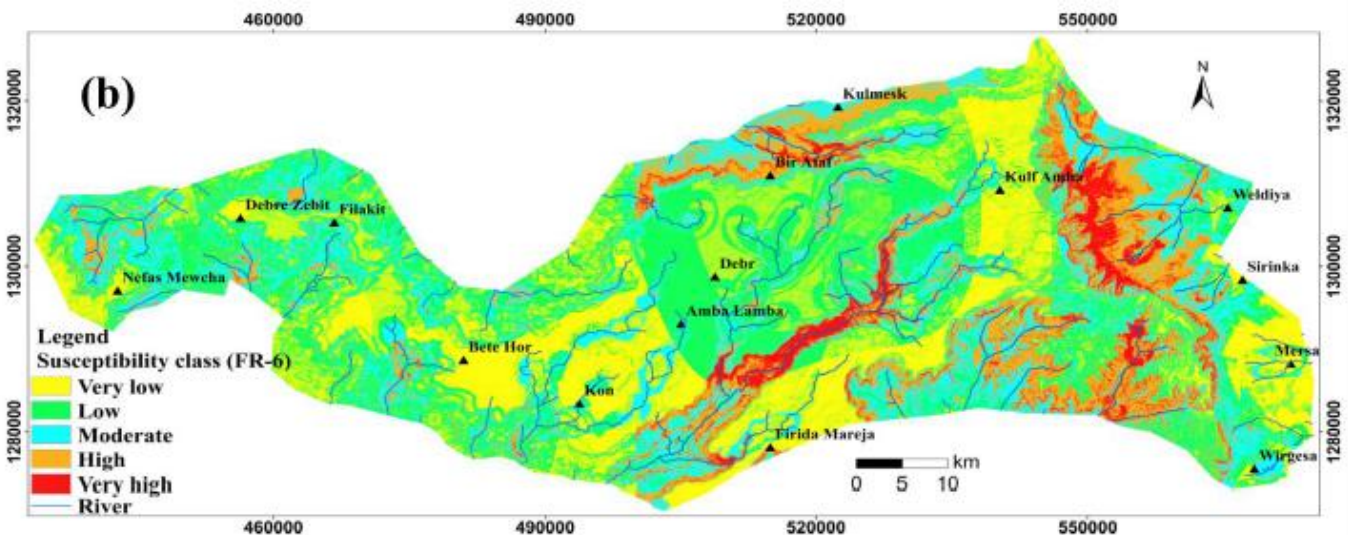 460000 490000 520000 550000
(b)
N
1320000 1320000
Kulmesk
Bir Ataf
Kulf Amba
Weldiya
Debre Zebit Filakit
1300000 1300000
Nefas Mewcha
Debr
Sirinka
Amba Lamba
Bete Hor
Mersa
Kon
1280000 1280000
Firida Mareja
Wirgesa
Legend
Susceptibility class (FR-6)
Very low
Low
Moderate
High
Very high
River
km
0 5 10
460000 490000 520000 550000